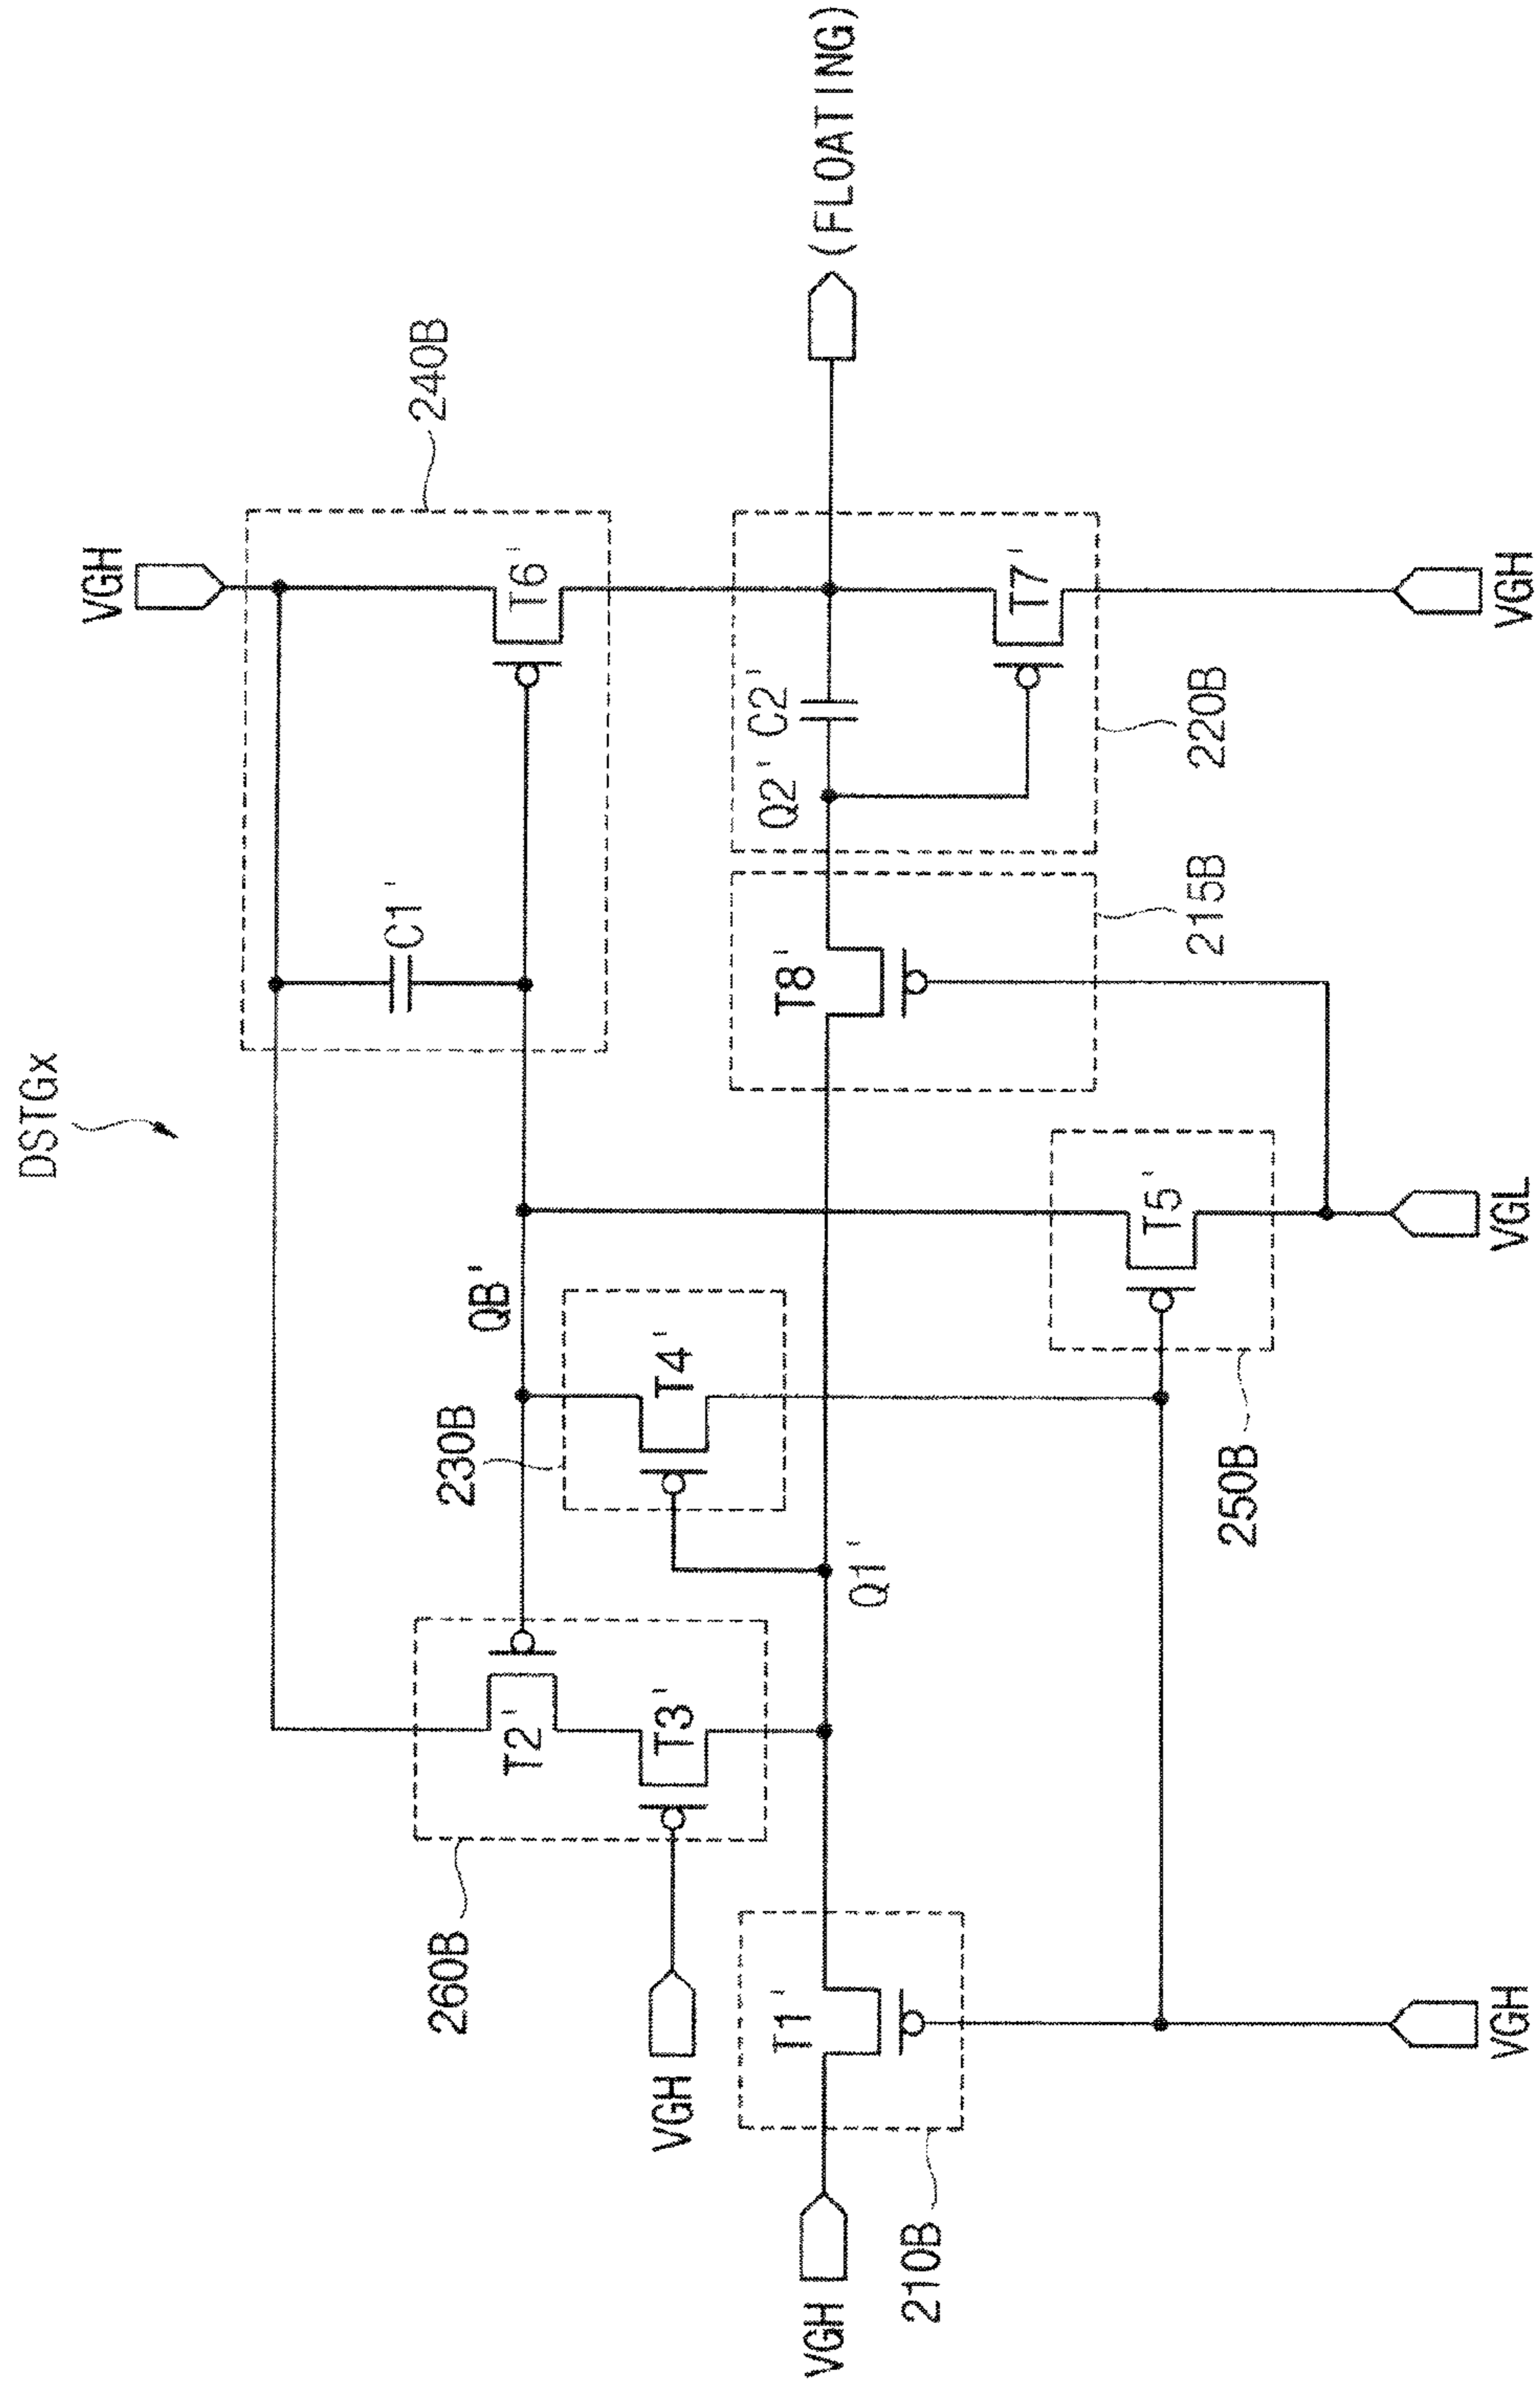 DSTGx
VGH
240B
C1'
T6'
(FLOATING)
QB'
260B
T2'
T3'
VGH
230B
T4'
Q1'
T8'
Q2'
C2'
T7'
220B
215B
VGH
T1'
210B
T5'
250B
VGH
VGL
VGH